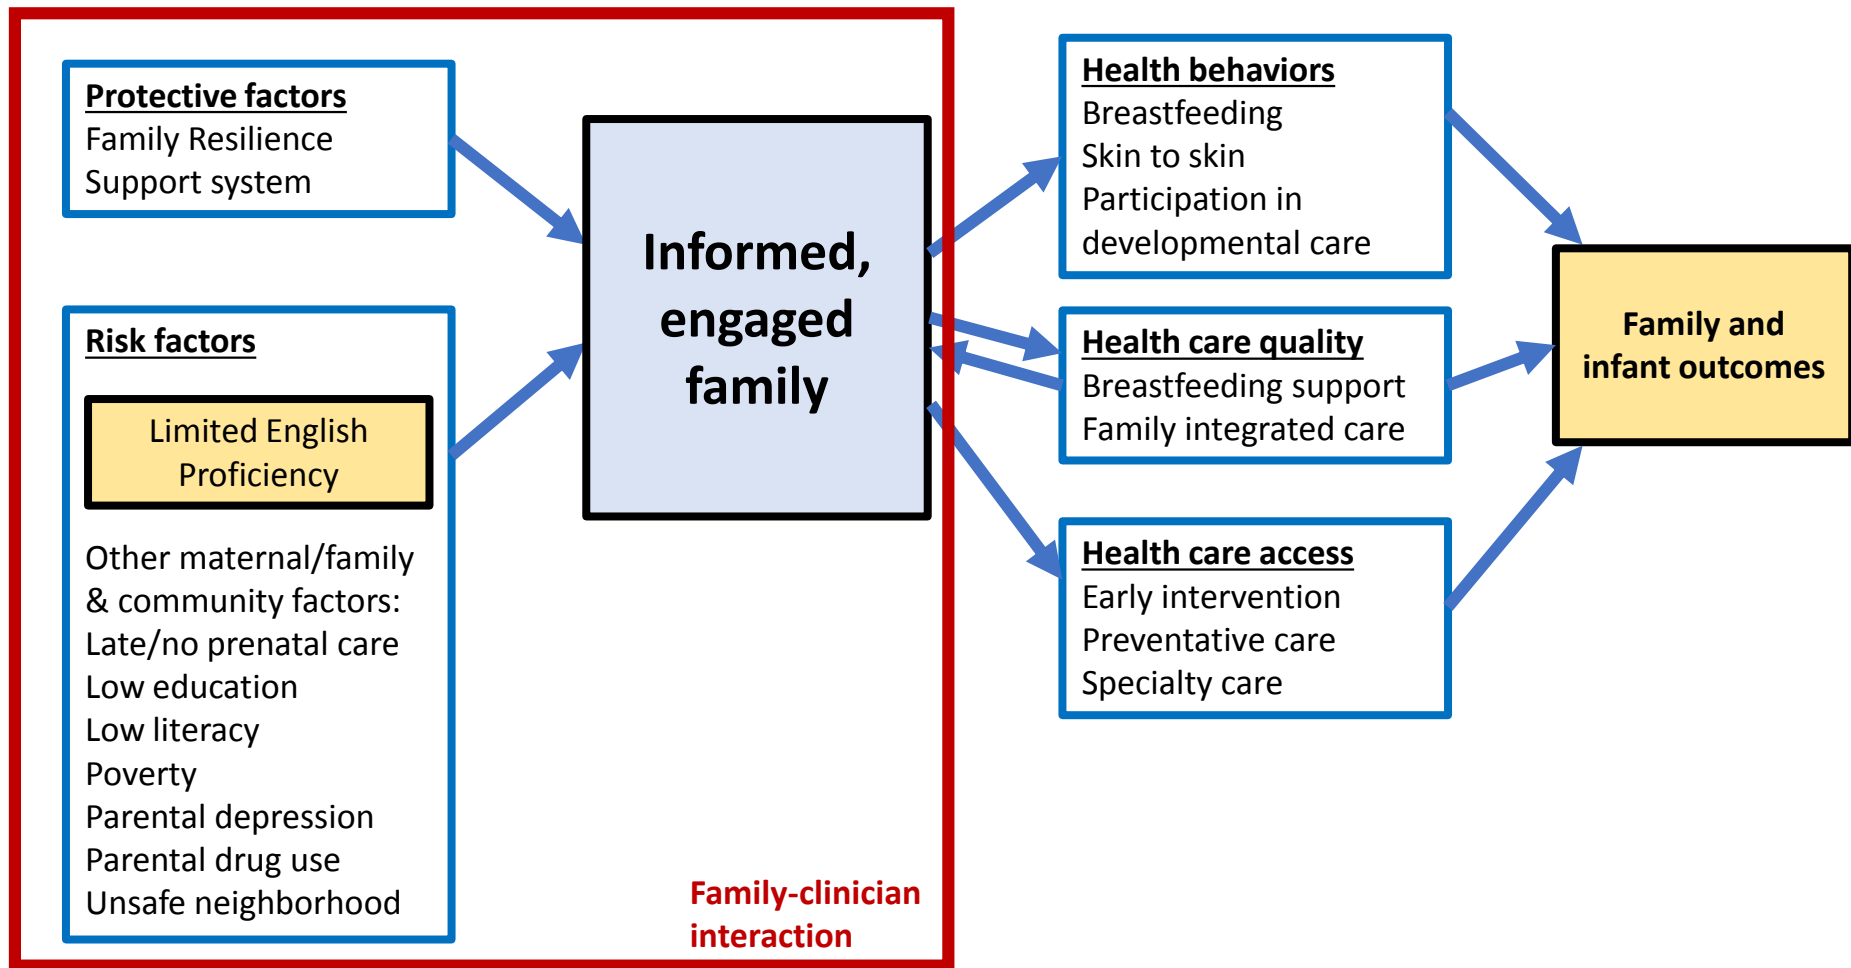 Protective factors
Family Resilience
Support system
Risk factors
Limited English
Proficiency
Other maternal/family
& community factors:
Late/no prenatal care
Low education
Low literacy
Poverty
Parental depression
Parental drug use
Unsafe neighborhood
Informed,
engaged
family
Family-clinician
interaction
Health behaviors
Breastfeeding
Skin to skin
Participation in
developmental care
Health care quality
Breastfeeding support
Family integrated care
Health care access
Early intervention
Preventative care
Specialty care
Family and
infant outcomes